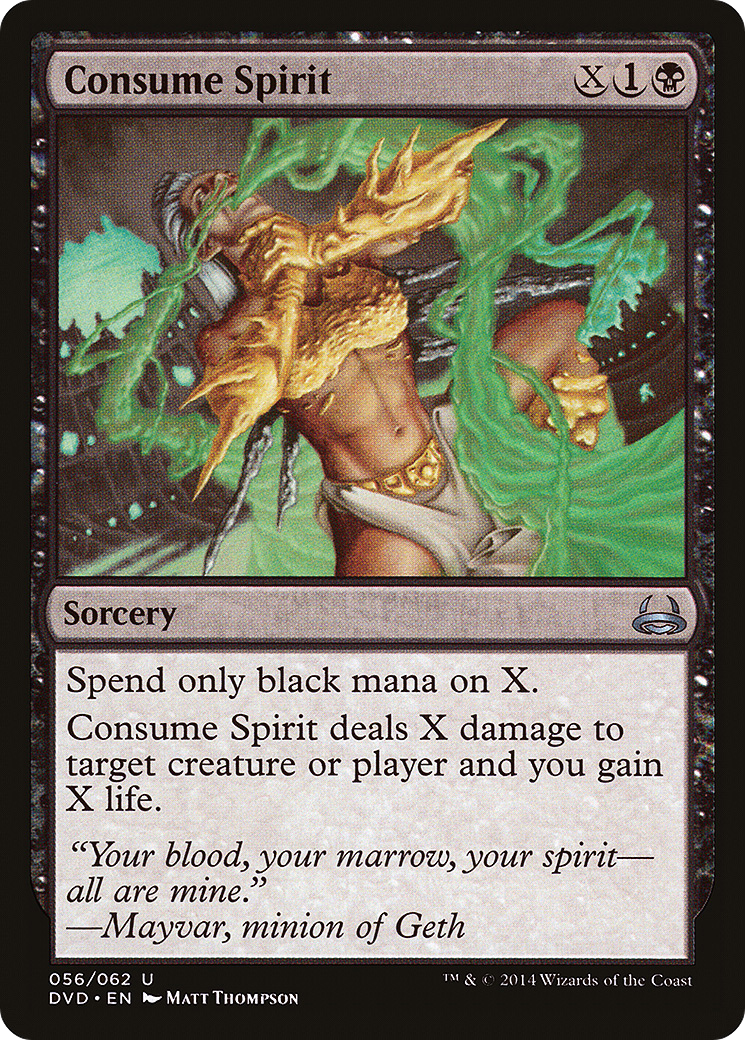 Consume Spirit X1
Sorcery
Spend only black mana on X.
Consume Spirit deals X damage to
target creature or player and you gain
X life.
“Your blood, your marrow, your spirit—
all are mine.”
—Mayvar, minion of Geth
056/062 U
™ & © 2014 Wizards of the Coast
DVD • EN Matt Thompson